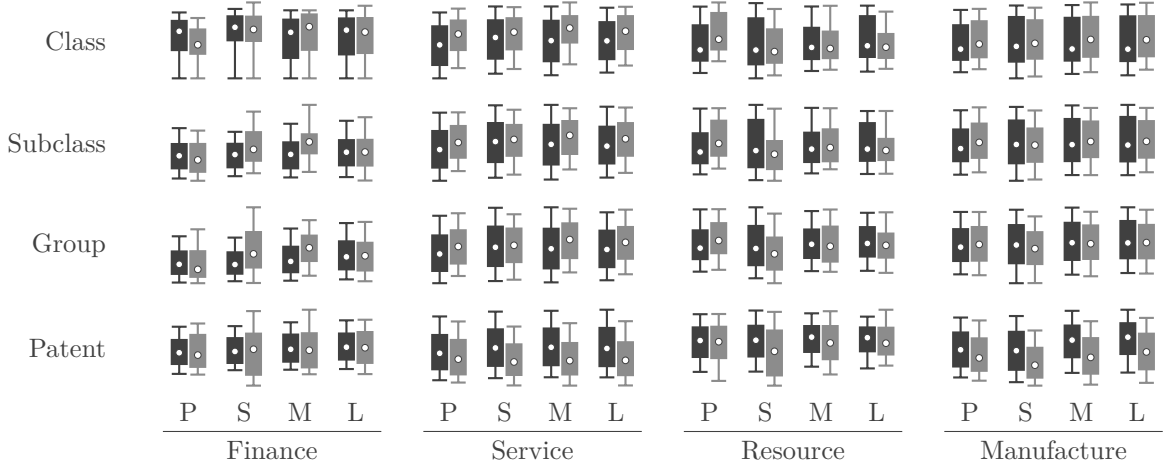 Class
Subclass
Group
Patent
P S M L P S M L P S M L P S M L
Finance Service Resource Manufacture